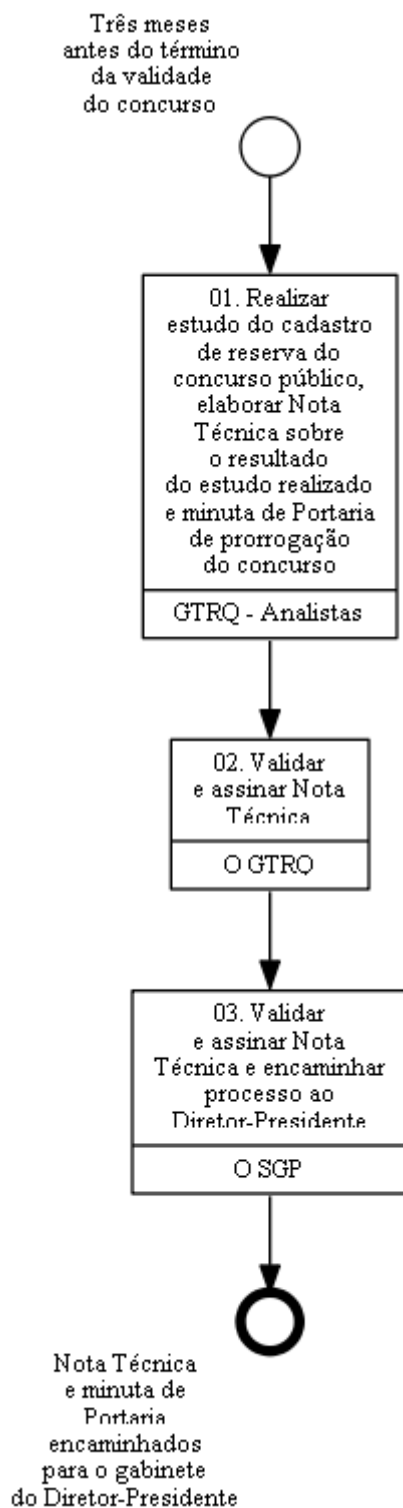 Três meses
antes do término
da validade
do concurso
01. Realizar
estudo do cadastro
de reserva do
concurso público,
elaborar Nota
Técnica sobre
o resultado
do estudo realizado
e minuta de Portaria
de prorrogação
do concurso
GTRQ - Analistas
02. Validar
e assinar Nota
Técnica
O GTRQ
03. Validar
e assinar Nota
Técnica e encaminhar
processo ao
Diretor-Presidente
O SGP
Nota Técnica
e minuta de
Portaria
encaminhados
para o gabinete
do Diretor-Presidente